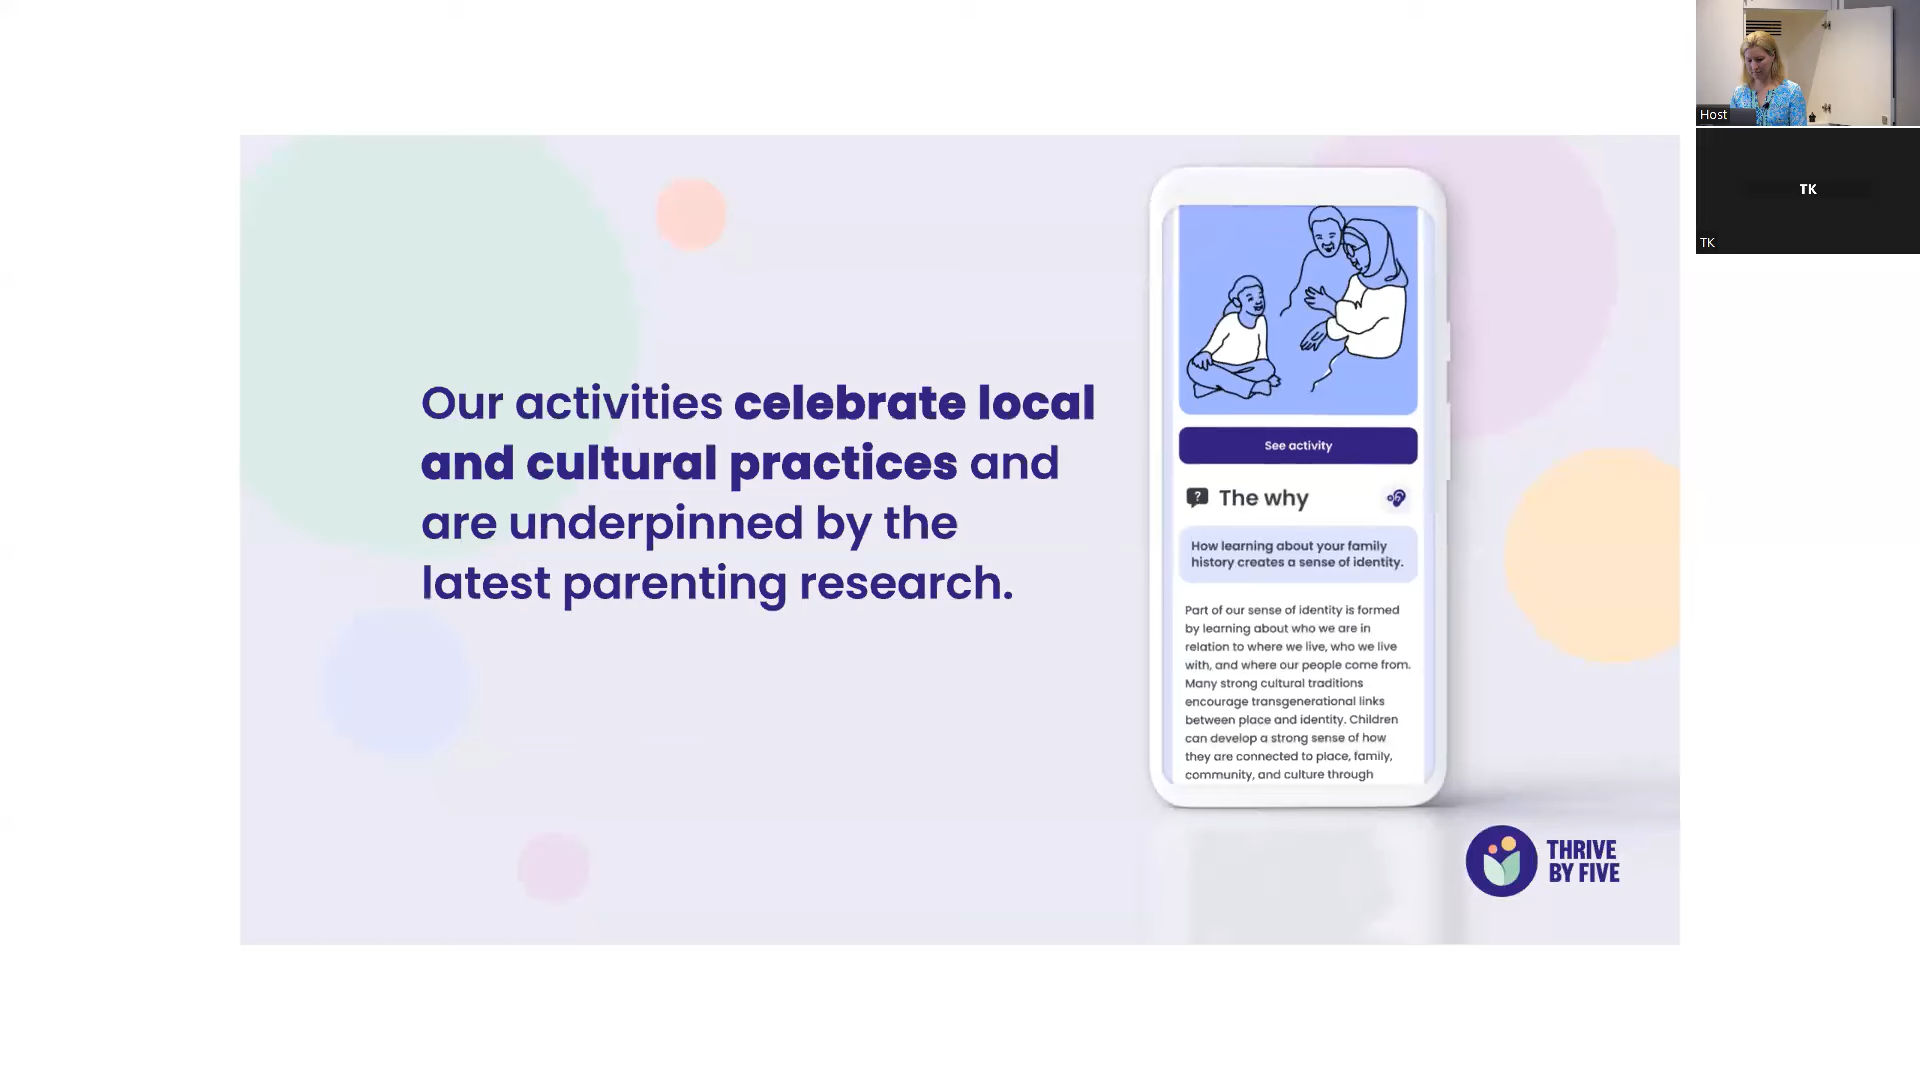 Our activities celebrate local
and cultural practices and
are underpinned by the
latest parenting research.
See activity
? The why
How learning about your family
history creates a sense of identity.
Part of our sense of identity is formed
by learning about who we are in
relation to where we live, who we live
with, and where our people come from.
Many strong cultural traditions
encourage transgenerational links
between place and identity. Children
can develop a strong sense of how
they are connected to place, family,
community, and culture through
THRIVE
BY FIVE
Host
TK
TK